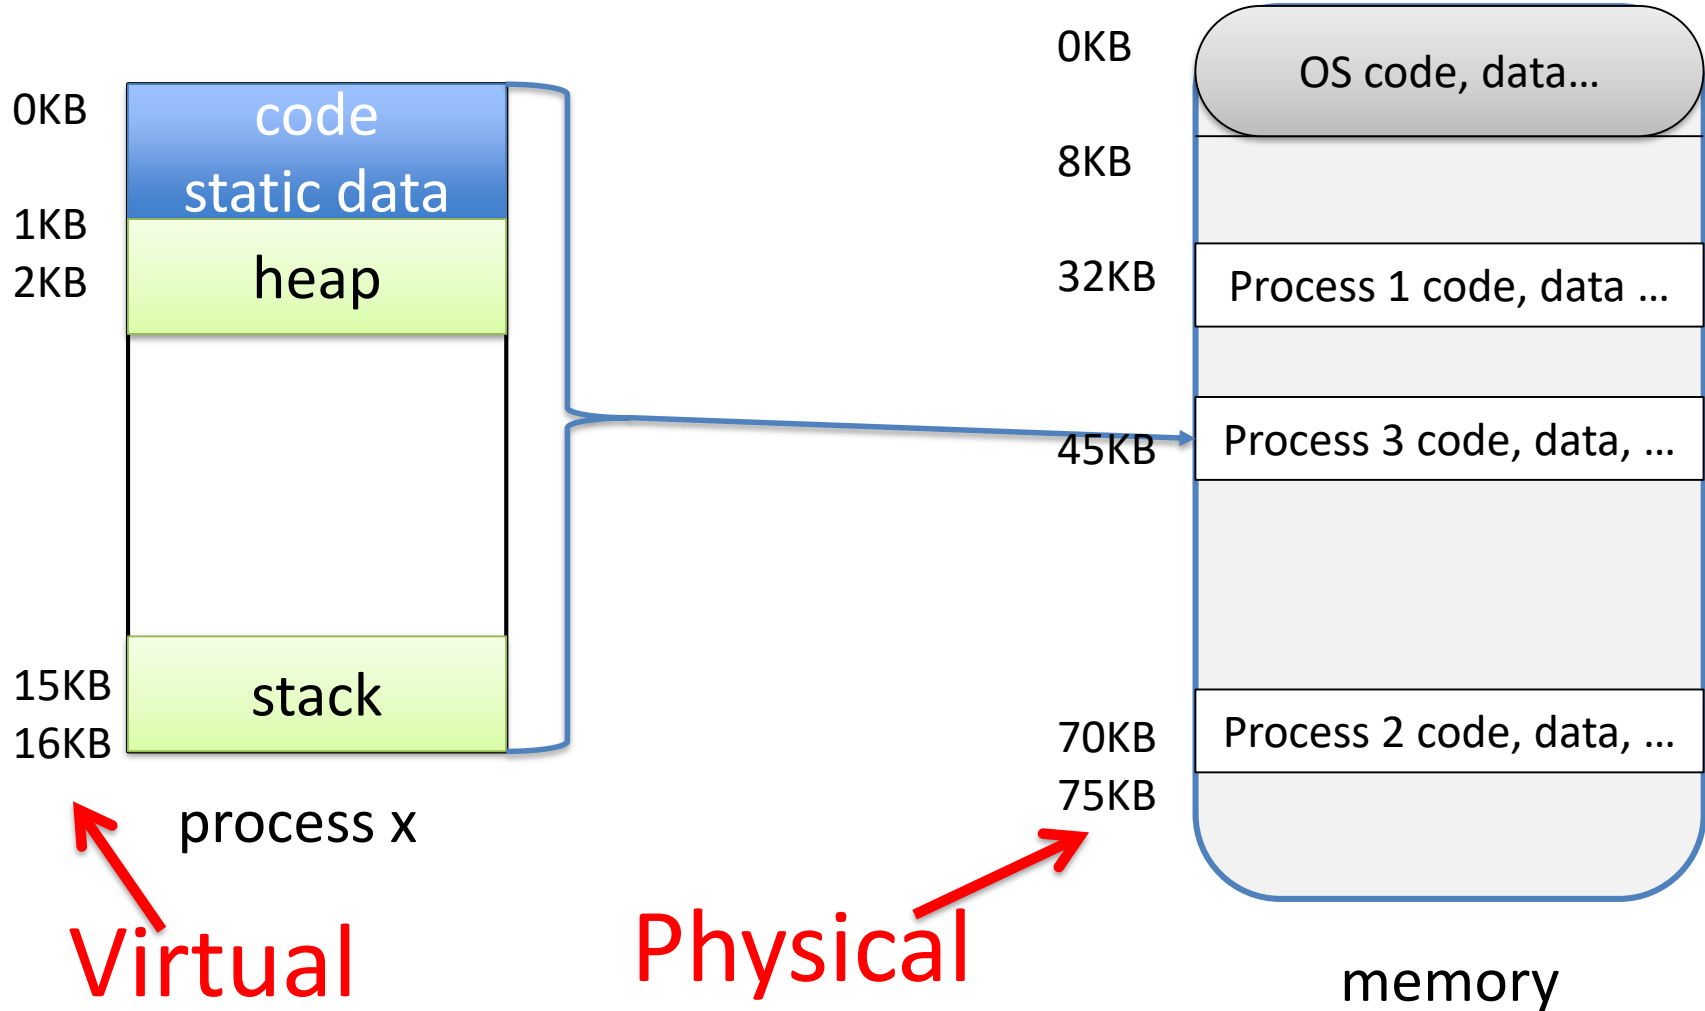 0KB
code
static data
1KB
2KB
heap
15KB
16KB
stack
process x
Virtual
0KB
OS code, data...
8KB
32KB
Process 1 code, data ...
45KB
Process 3 code, data, ...
70KB
75KB
Process 2 code, data, ...
Physical
memory